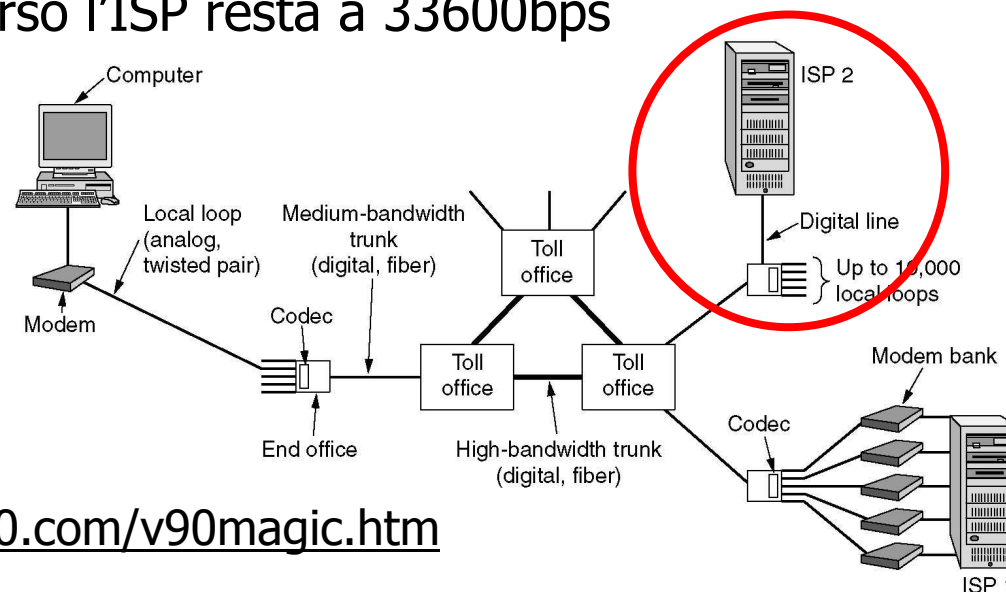 rso l'ISP resta a 33600bps
Computer
ISP 2
Local loop
(analog,
twisted pair)
Medium-bandwidth
trunk
(digital, fiber)
Toll
office
Digital line
Up to 10,000
local loops
Modem
Codec
Toll
office
Toll
office
Modem bank
End office
High-bandwidth trunk
(digital, fiber)
Codec
0.com/v90magic.htm
ISP